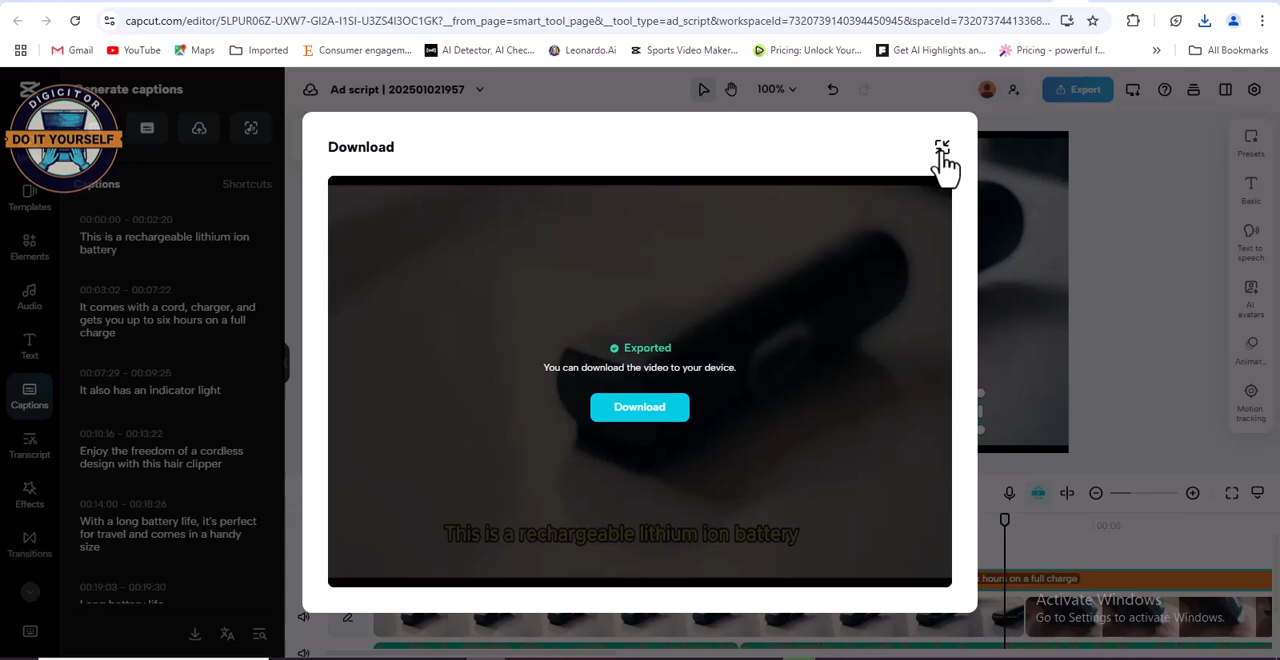 capcut.com/editor/5LPUR06Z-UXW7-GI2A-I1SI-U3ZS4I3OC1GK?__from_page=smart_tool_page&__tool_type=ad_script&workspaceId=7320739140394450945&spaceId=73207374413368...
Gmail
YouTube
Maps
Imported
Consumer engagem...
AI Detector, AI Chec...
Leonardo.Ai
Sports Video Maker...
Pricing: Unlock Your...
Get AI Highlights an...
Pricing - powerful f...
»
All Bookmarks
Generate captions
Ad script | 202501021957
100%
Export
DIGICITOR
DO IT YOURSELF
Captions
Shortcuts
Templates
Elements
Audio
Text
Captions
Transcript
Effects
Transitions
00:00:00 – 00:02:20
This is a rechargeable lithium ion
battery
00:03:02 – 00:07:22
It comes with a cord, charger, and
gets you up to six hours on a full
charge
00:07:29 – 00:09:25
It also has an indicator light
00:10:16 – 00:13:22
Enjoy the freedom of a cordless
design with this hair clipper
00:14:00 – 00:18:26
With a long battery life, it's perfect
for travel and comes in a handy
size
00:19:03 – 00:19:30
Long battery life
Download
Exported
You can download the video to your device.
Download
This is a rechargeable lithium ion battery
Presets
Basic
Text to
speech
AI
avatars
Animat...
Motion
tracking
00:06
hours on a full charge
Activate Windows
Go to Settings to activate Windows.